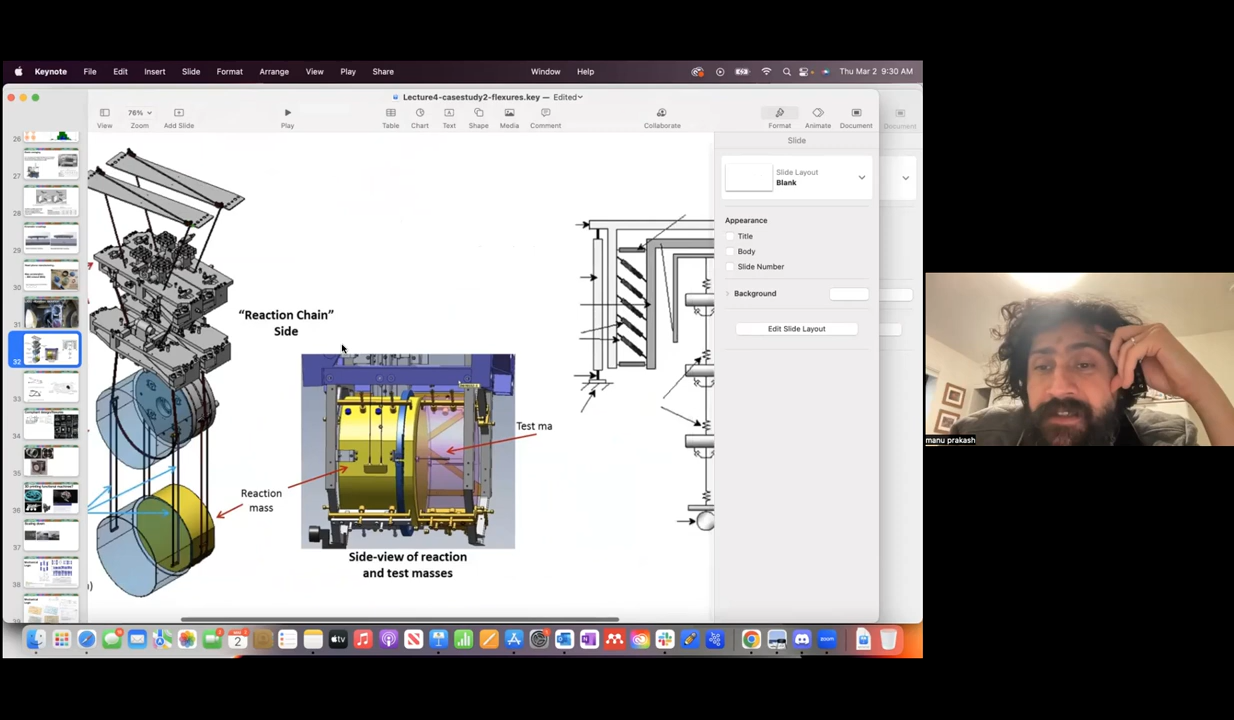 Keynote File Edit Insert Slide Format Arrange View Play Share Window Help Thu Mar 2 9:30 AM
Lecture4-casestudy2-flexures.key — Edited
76%
View Zoom Add Slide Play Table Chart Text Shape Media Comment Collaborate Format Animate Document Document
Slide
Slide Layout
Blank
Appearance
Title
Body
Slide Number
Background
Edit Slide Layout
26
27
28
29
30
31
32
33
34
35
36
37
38
“Reaction Chain”
Side
Test ma
Reaction
mass
Side-view of reaction
and test masses
manu prakash